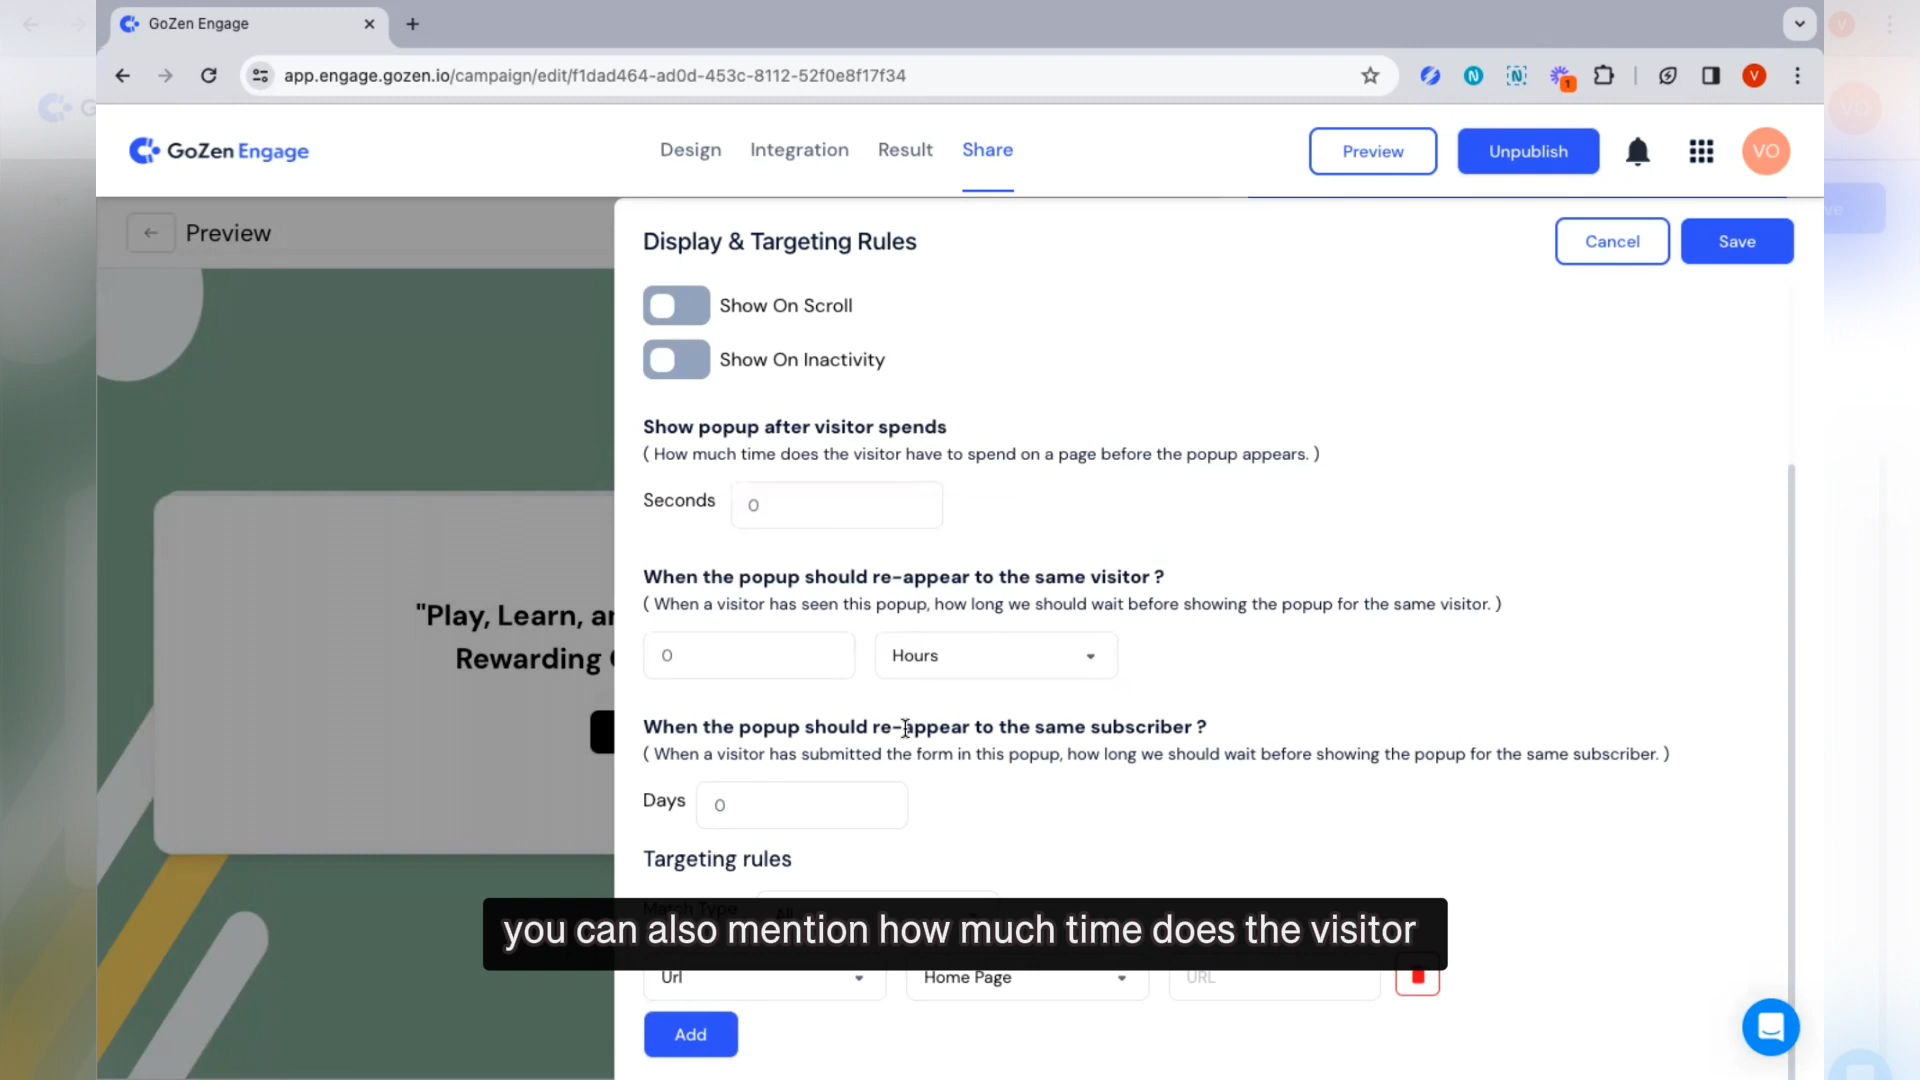 GoZen Engage
app.engage.gozen.io/campaign/edit/f1dad464-ad0d-453c-8112-52f0e8f17f34
1
V
GoZen Engage
Design
Integration
Result
Share
Preview
Unpublish
VO
Preview
Display & Targeting Rules
Cancel
Save
Show On Scroll
Show On Inactivity
Show popup after visitor spends
( How much time does the visitor have to spend on a page before the popup appears. )
Seconds
0
When the popup should re-appear to the same visitor ?
( When a visitor has seen this popup, how long we should wait before showing the popup for the same visitor. )
0
Hours
"Play, Learn, an
Rewarding
When the popup should re-appear to the same subscriber ?
( When a visitor has submitted the form in this popup, how long we should wait before showing the popup for the same subscriber. )
Days
0
Targeting rules
Match Type
you can also mention how much time does the visitor
Url
Home Page
URL
Add